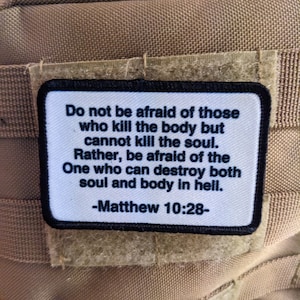 Do not be afraid of those
who kill the body but
cannot kill the soul.
Rather, be afraid of the
One who can destroy both
soul and body in hell.
-Matthew 10:28-